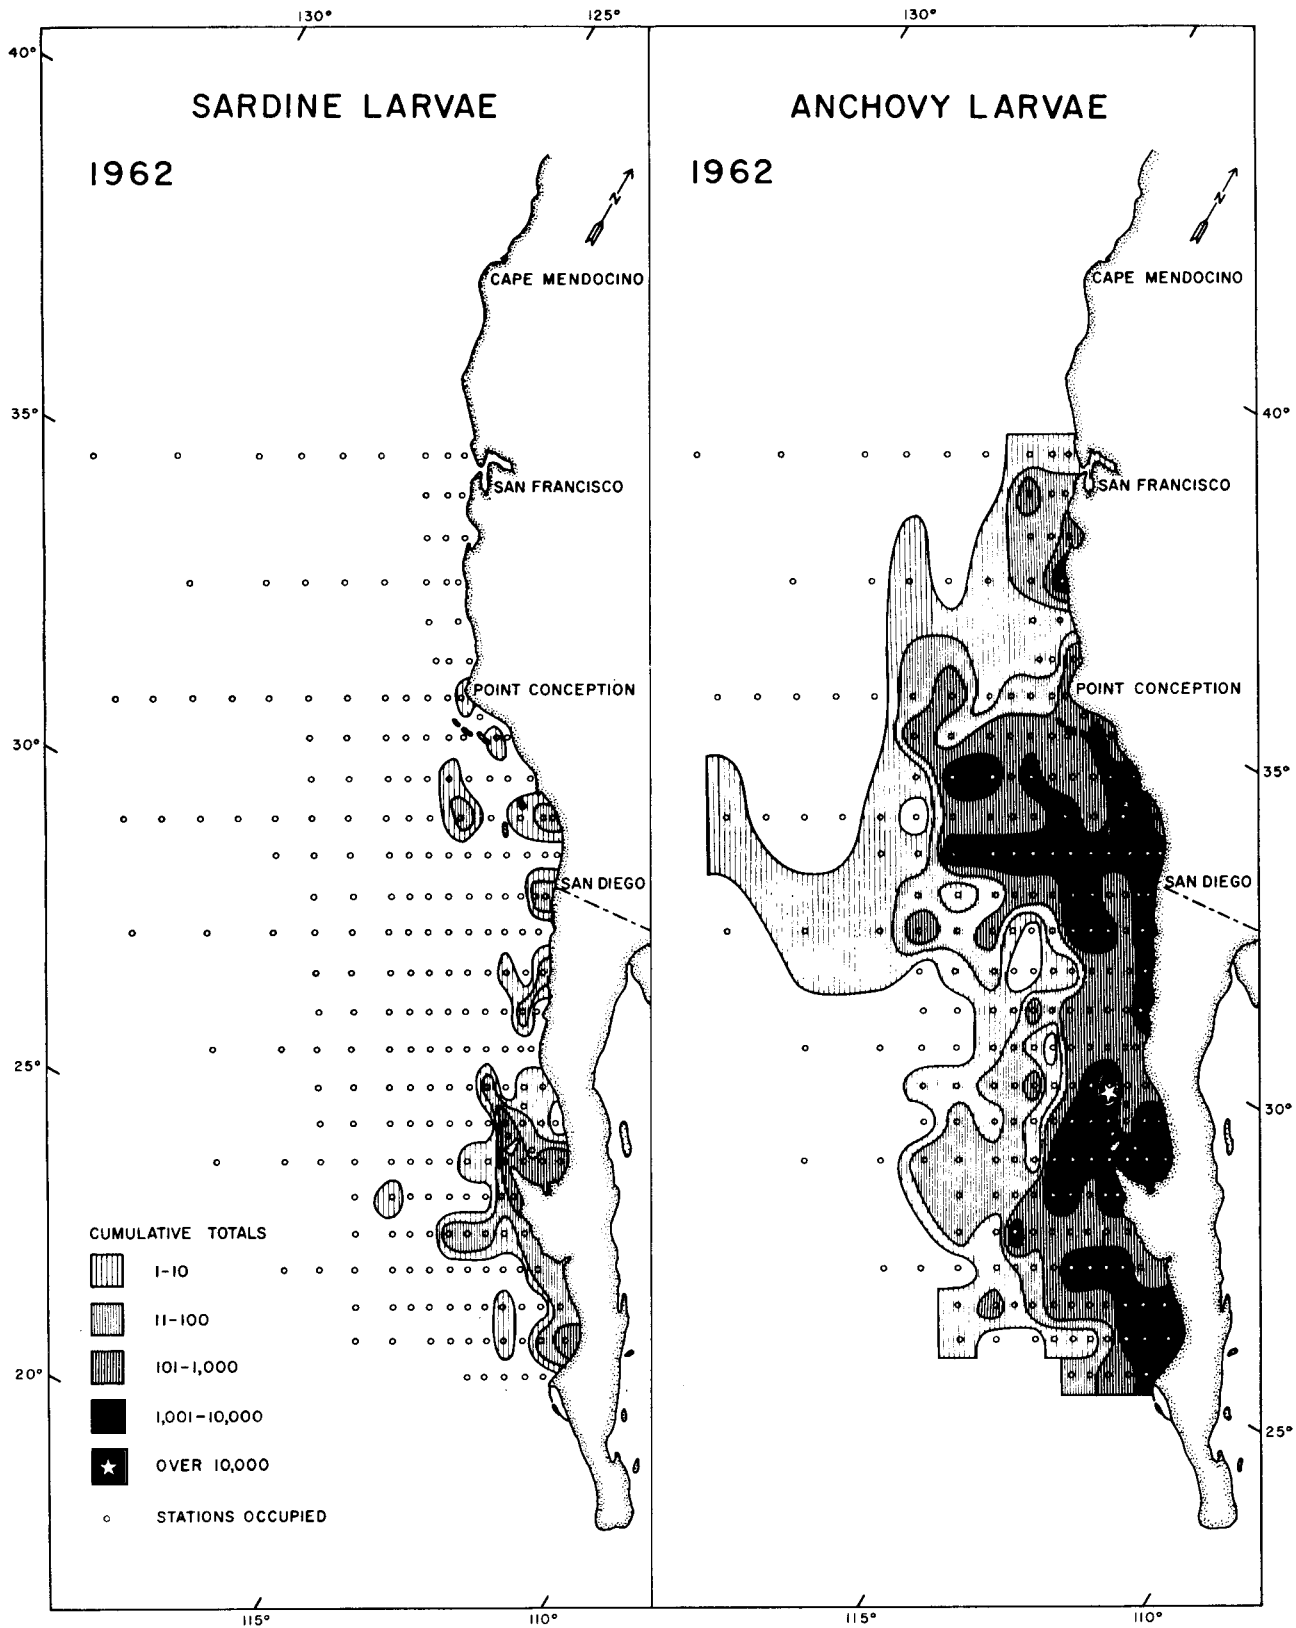 130°
125°
130°
40°
SARDINE LARVAE
ANCHOVY LARVAE
1962
1962
N
N
CAPE MENDOCINO
CAPE MENDOCINO
35°
40°
SAN FRANCISCO
SAN FRANCISCO
POINT CONCEPTION
POINT CONCEPTION
30°
35°
SAN DIEGO
SAN DIEGO
25°
30°
CUMULATIVE TOTALS
1-10
11-100
101-1,000
20°
1,001-10,000
25°
OVER 10,000
STATIONS OCCUPIED
115°
110°
115°
110°